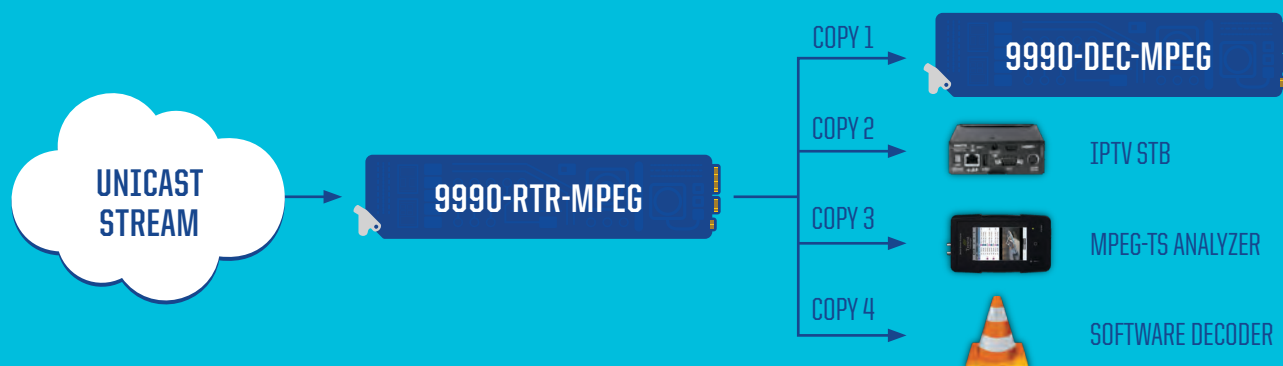 UNICAST
STREAM
9990-RTR-MPEG
COPY 1
9990-DEC-MPEG
COPY 2
IPTV STB
COPY 3
MPEG-TS ANALYZER
COPY 4
SOFTWARE DECODER